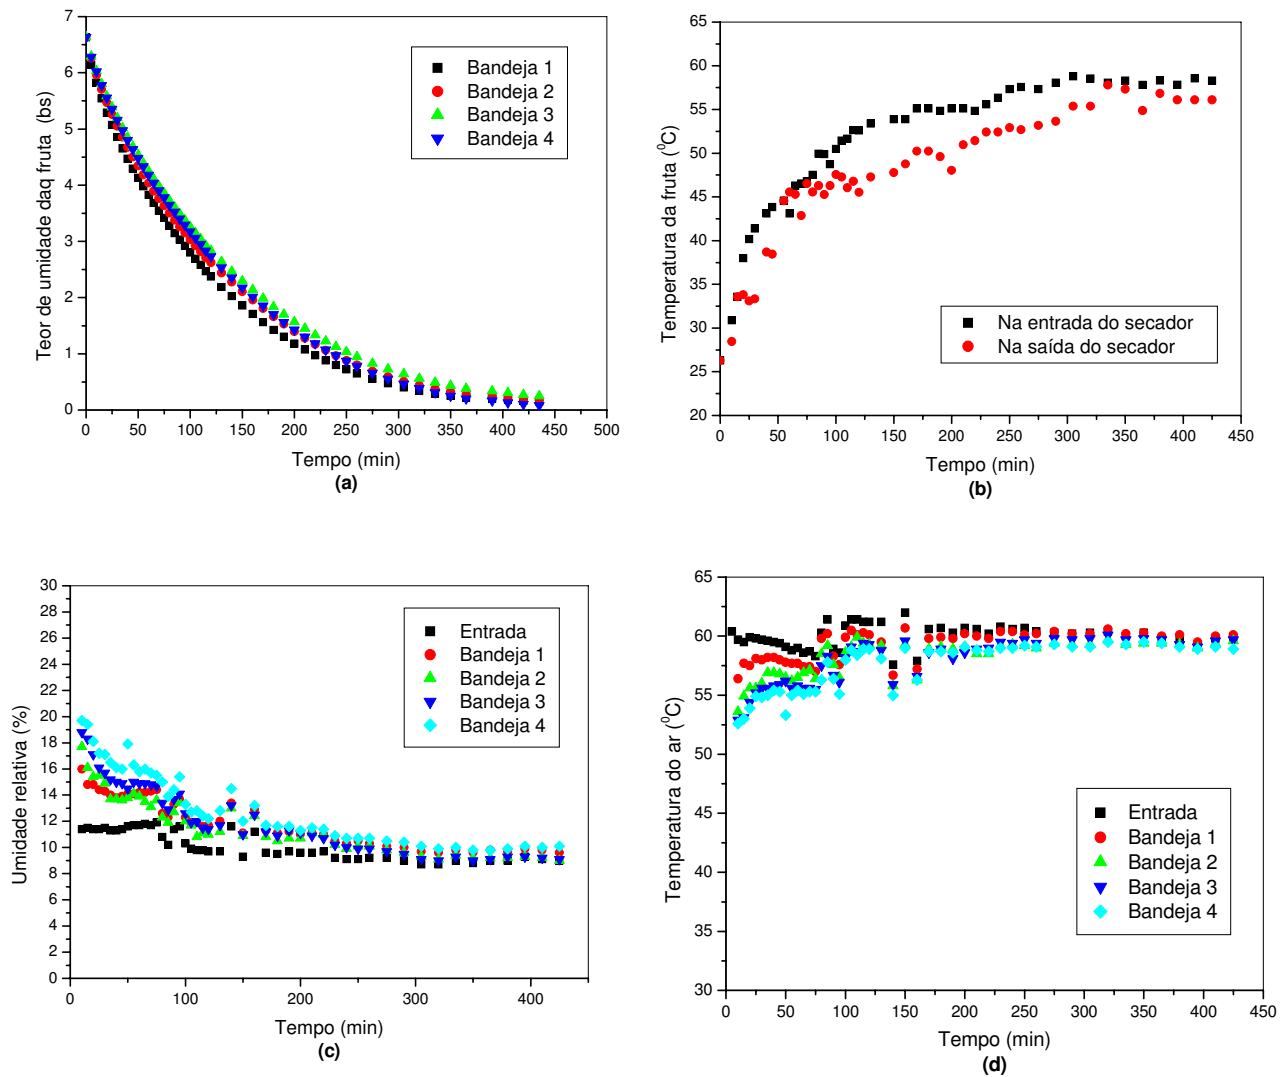 7
6
5
4
3
2
1
0
Teor de umidade daq fruta (bs)
Bandeja 1
Bandeja 2
Bandeja 3
Bandeja 4
0 50 100 150 200 250 300 350 400 450 500
Tempo (min)
(a)
65
60
55
50
45
40
35
30
25
20
Temperatura da fruta (⁰C)
Na entrada do secador
Na saída do secador
0 50 100 150 200 250 300 350 400 450
Tempo (min)
(b)
30
28
26
24
22
20
18
16
14
12
10
8
6
4
2
0
Umidade relativa (%)
Entrada
Bandeja 1
Bandeja 2
Bandeja 3
Bandeja 4
0 100 200 300 400
Tempo (min)
(c)
65
60
55
50
45
40
35
30
Temperatura do ar (⁰C)
Entrada
Bandeja 1
Bandeja 2
Bandeja 3
Bandeja 4
0 50 100 150 200 250 300 350 400 450
Tempo (min)
(d)